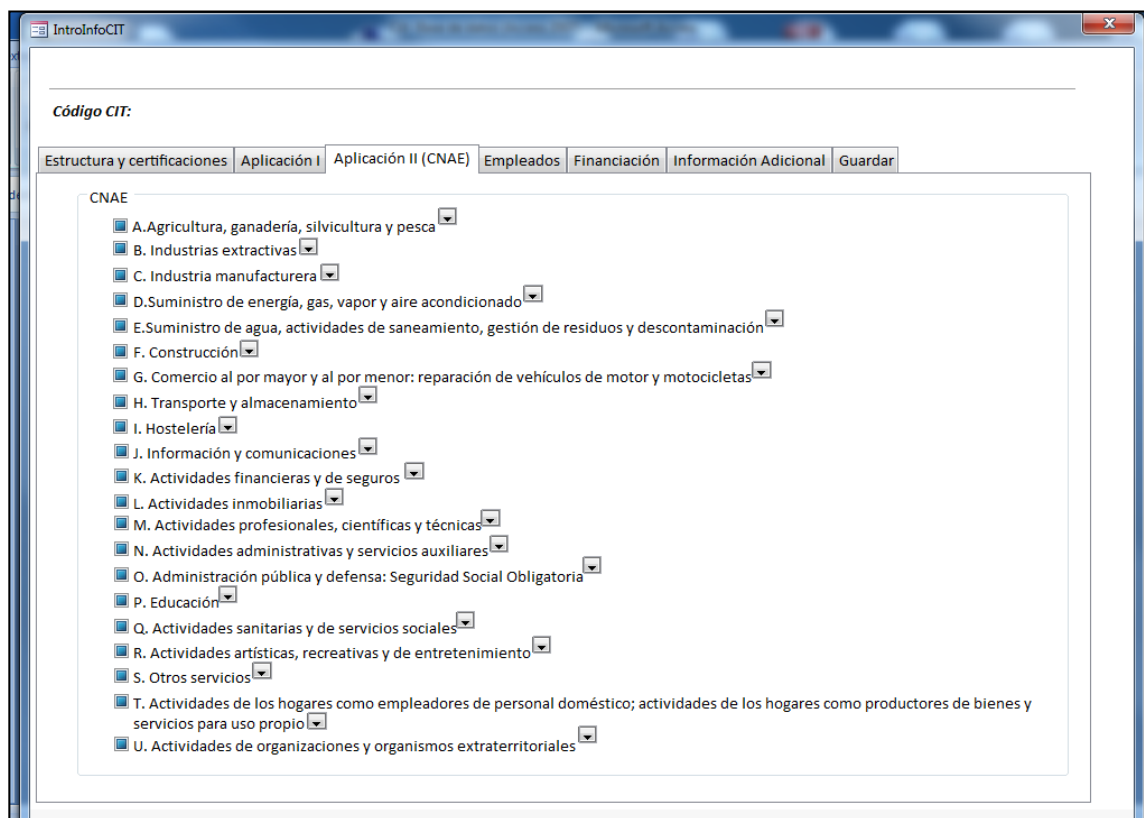 IntroInfoCIT
Código CIT:
Estructura y certificaciones Aplicación I Aplicación II (CNAE) Empleados Financiación Información Adicional Guardar
CNAE
A.Agricultura, ganadería, silvicultura y pesca
B. Industrias extractivas
C. Industria manufacturera
D.Suministro de energía, gas, vapor y aire acondicionado
E.Suministro de agua, actividades de saneamiento, gestión de residuos y descontaminación
F. Construcción
G. Comercio al por mayor y al por menor: reparación de vehículos de motor y motocicletas
H. Transporte y almacenamiento
I. Hostelería
J. Información y comunicaciones
K. Actividades financieras y de seguros
L. Actividades inmobiliarias
M. Actividades profesionales, científicas y técnicas
N. Actividades administrativas y servicios auxiliares
O. Administración pública y defensa: Seguridad Social Obligatoria
P. Educación
Q. Actividades sanitarias y de servicios sociales
R. Actividades artísticas, recreativas y de entretenimiento
S. Otros servicios
T. Actividades de los hogares como empleadores de personal doméstico; actividades de los hogares como productores de bienes y
servicios para uso propio
U. Actividades de organizaciones y organismos extraterritoriales